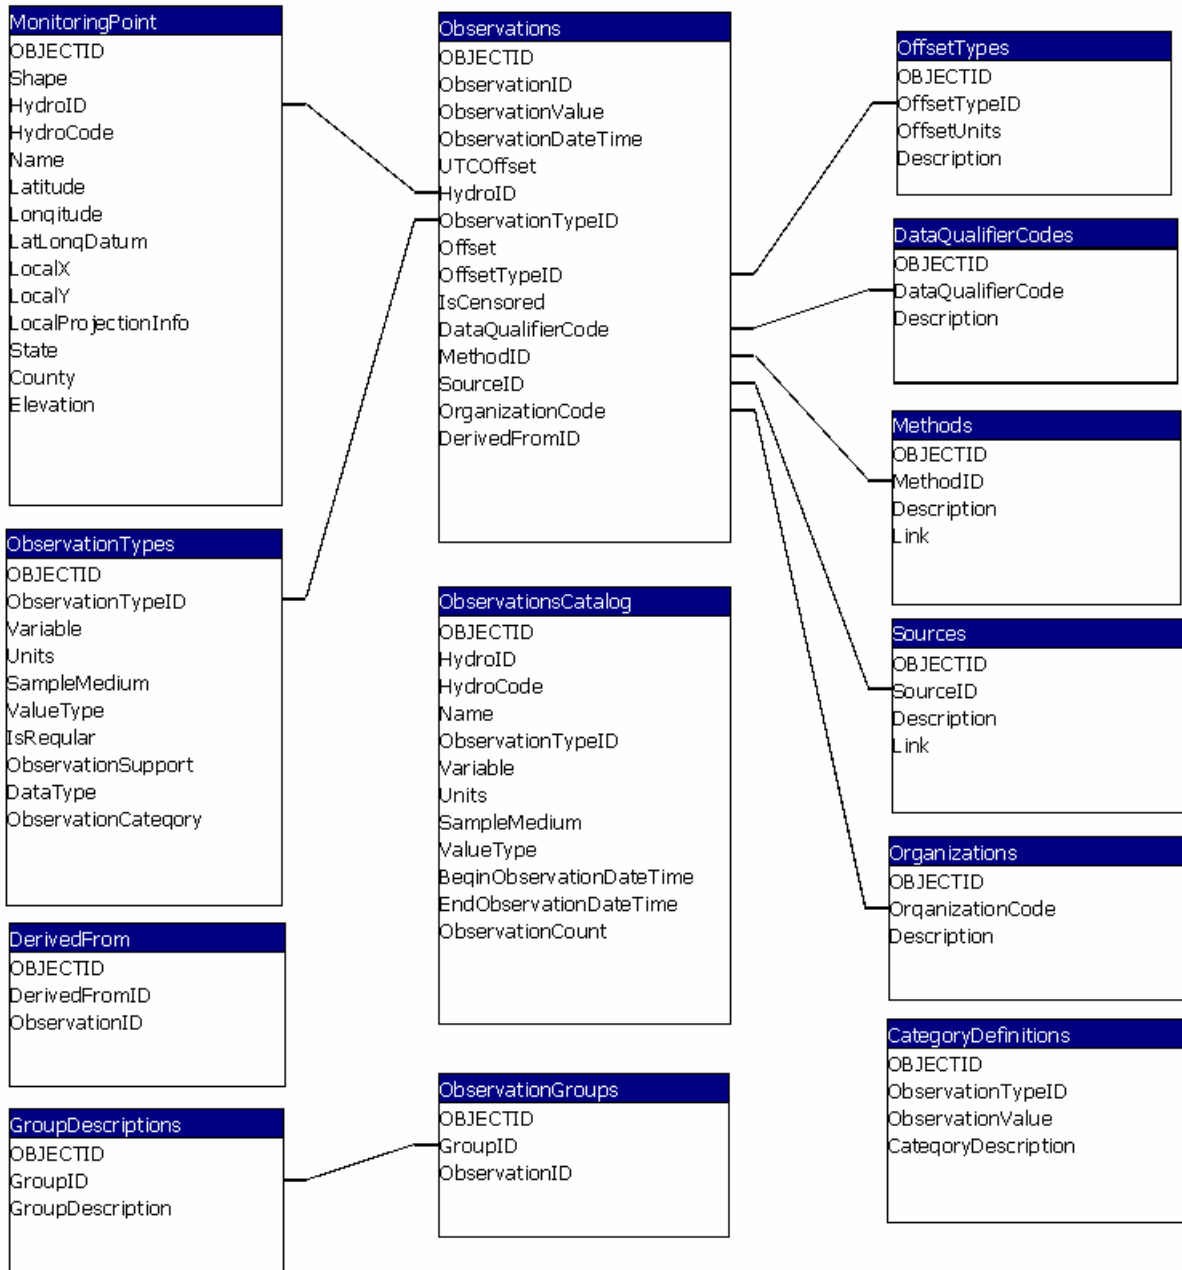 MonitoringPoint
OBJECTID
Shape
HydroID
HydroCode
Name
Latitude
Longitude
LatLongDatum
LocalX
LocalY
LocalProjectionInfo
State
County
Elevation
ObservationTypes
OBJECTID
ObservationTypeID
Variable
Units
SampleMedium
ValueType
IsRegular
ObservationSupport
DataType
ObservationCategory
DerivedFrom
OBJECTID
DerivedFromID
ObservationID
GroupDescriptions
OBJECTID
GroupID
GroupDescription
Observations
OBJECTID
ObservationID
ObservationValue
ObservationDateTime
UTCOffset
HydroID
ObservationTypeID
Offset
OffsetTypeID
IsCensored
DataQualifierCode
MethodID
SourceID
OrganizationCode
DerivedFromID
ObservationsCatalog
OBJECTID
HydroID
HydroCode
Name
ObservationTypeID
Variable
Units
SampleMedium
ValueType
BeginObservationDateTime
EndObservationDateTime
ObservationCount
ObservationGroups
OBJECTID
GroupID
ObservationID
OffsetTypes
OBJECTID
OffsetTypeID
OffsetUnits
Description
DataQualifierCodes
OBJECTID
DataQualifierCode
Description
Methods
OBJECTID
MethodID
Description
Link
Sources
OBJECTID
SourceID
Description
Link
Organizations
OBJECTID
OrganizationCode
Description
CategoryDefinitions
OBJECTID
ObservationTypeID
ObservationValue
CategoryDescription